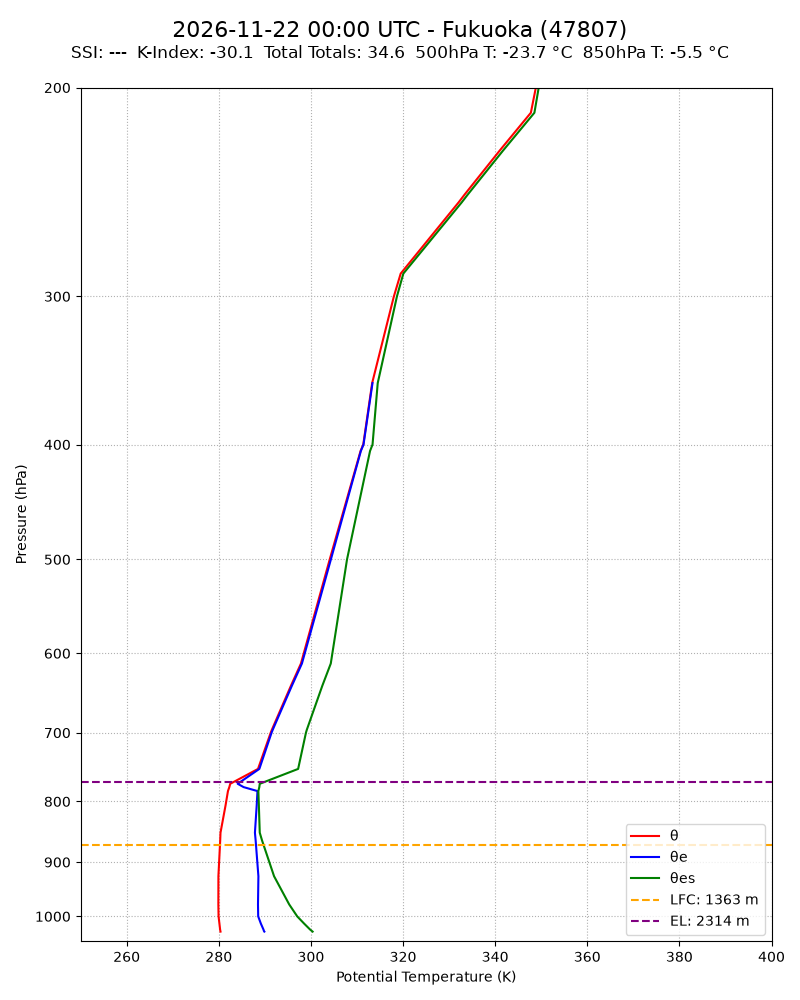 2026-11-22 00:00 UTC - Fukuoka (47807)
SSI: ---  K-Index: -30.1  Total Totals: 34.6  500hPa T: -23.7 °C  850hPa T: -5.5 °C
200
300
400
500
600
700
800
900
1000
Pressure (hPa)
θ
θe
θes
LFC: 1363 m
EL: 2314 m
260 280 300 320 340 360 380 400
Potential Temperature (K)